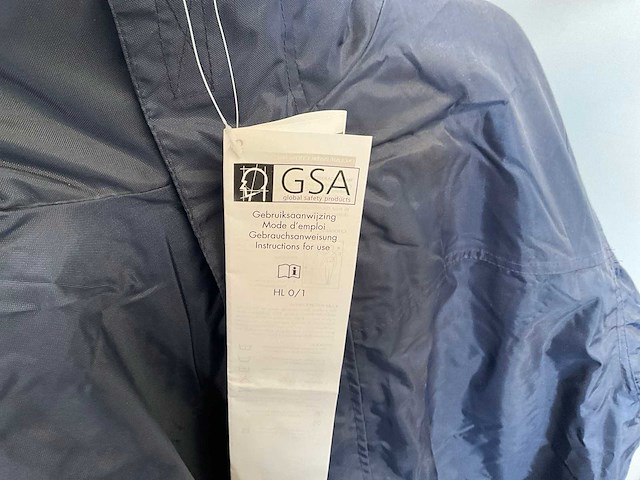 GSA
global safety products
Gebruiksaanwijzing
Mode d'emploi
Gebrauchsanweisung
Instructions for use
i
HL 0/1